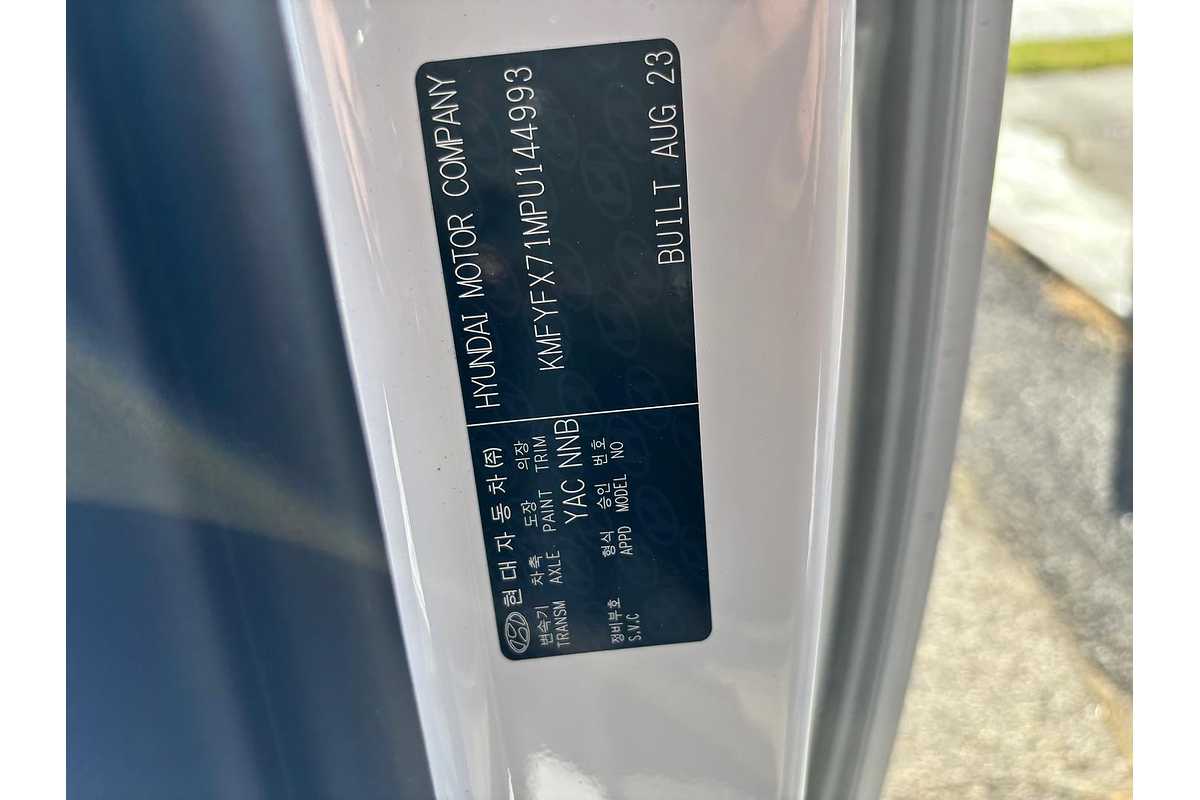 현대자동차(주)
HYUNDAI MOTOR COMPANY
변속기 차축 도장 의장
TRANSM AXLE PAINT TRIM
YAC NNB
KMFYFX71MPU144993
정비부호 형식 승인 번호
S.V.C APPD MODEL NO
BUILT AUG 23